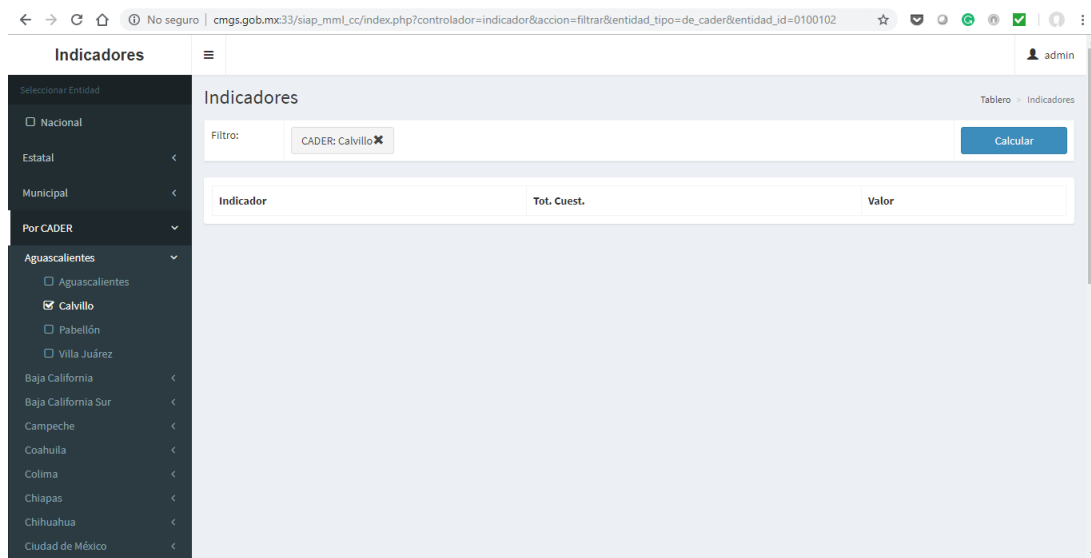 No seguro | cmgs.gob.mx:33/siap_mml_cc/index.php?controlador=indicador&accion=filtrar&entidad_tipo=de_cader&entidad_id=0100102
Indicadores
admin
Seleccionar Entidad
Nacional
Estatal
Municipal
Por CADER
Aguascalientes
Aguascalientes
Calvillo
Pabellón
Villa Juárez
Baja California
Baja California Sur
Campeche
Coahuila
Colima
Chiapas
Chihuahua
Ciudad de México
Indicadores
Tablero > Indicadores
Filtro:
CADER: Calvillo
Calcular
Indicador Tot. Cuest. Valor